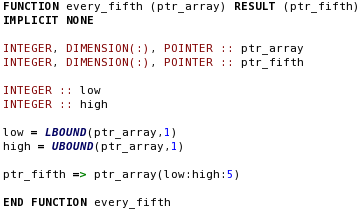 FUNCTION every_fifth (ptr_array) RESULT (ptr_fifth)
IMPLICIT NONE
INTEGER, DIMENSION(:), POINTER :: ptr_array
INTEGER, DIMENSION(:), POINTER :: ptr_fifth
INTEGER :: low
INTEGER :: high
low = LBOUND(ptr_array,1)
high = UBOUND(ptr_array,1)
ptr_fifth => ptr_array(low:high:5)
END FUNCTION every_fifth